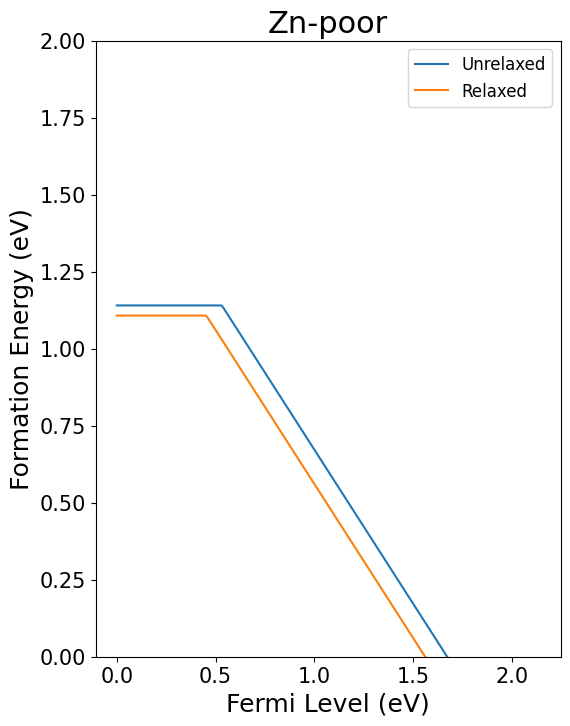 Zn-poor
Unrelaxed
Relaxed
Formation Energy (eV)
2.00
1.75
1.50
1.25
1.00
0.75
0.50
0.25
0.00
0.0 0.5 1.0 1.5 2.0
Fermi Level (eV)